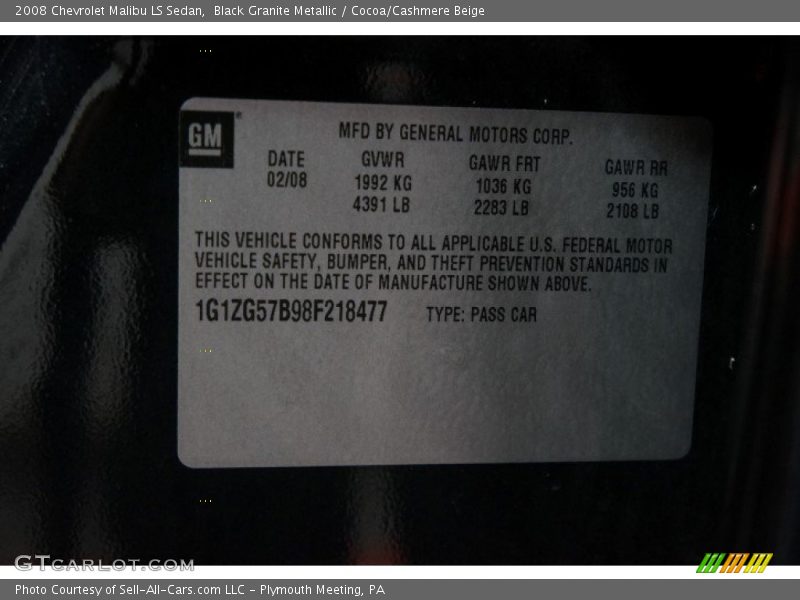 2008 Chevrolet Malibu LS Sedan,  Black Granite Metallic / Cocoa/Cashmere Beige
GM
MFD BY GENERAL MOTORS CORP.
DATE GVWR GAWR FRT GAWR RR
02/08 1992 KG 1036 KG 956 KG
4391 LB 2283 LB 2108 LB
THIS VEHICLE CONFORMS TO ALL APPLICABLE U.S. FEDERAL MOTOR
VEHICLE SAFETY, BUMPER, AND THEFT PREVENTION STANDARDS IN
EFFECT ON THE DATE OF MANUFACTURE SHOWN ABOVE.
1G1ZG57B98F218477 TYPE: PASS CAR
GTcarlot.com
Photo Courtesy of Sell-All-Cars.com LLC - Plymouth Meeting, PA